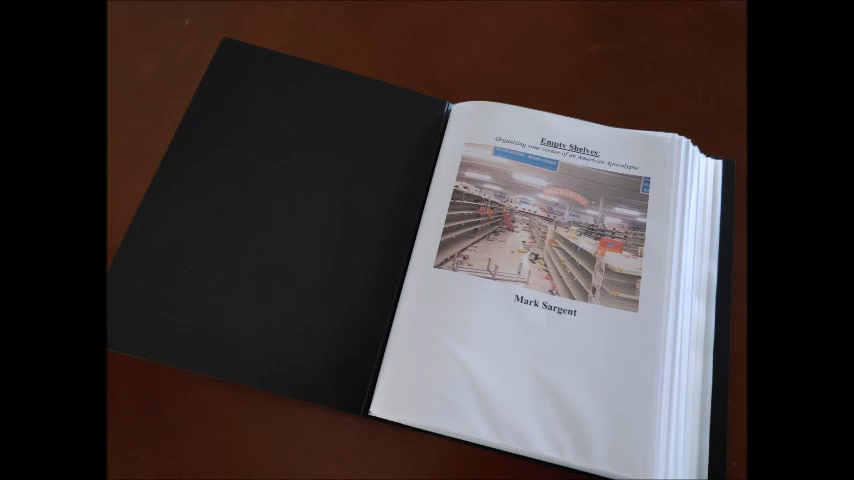 Empty Shelves:
Organizing your corner of an American Apocalypse
Mark Sargent